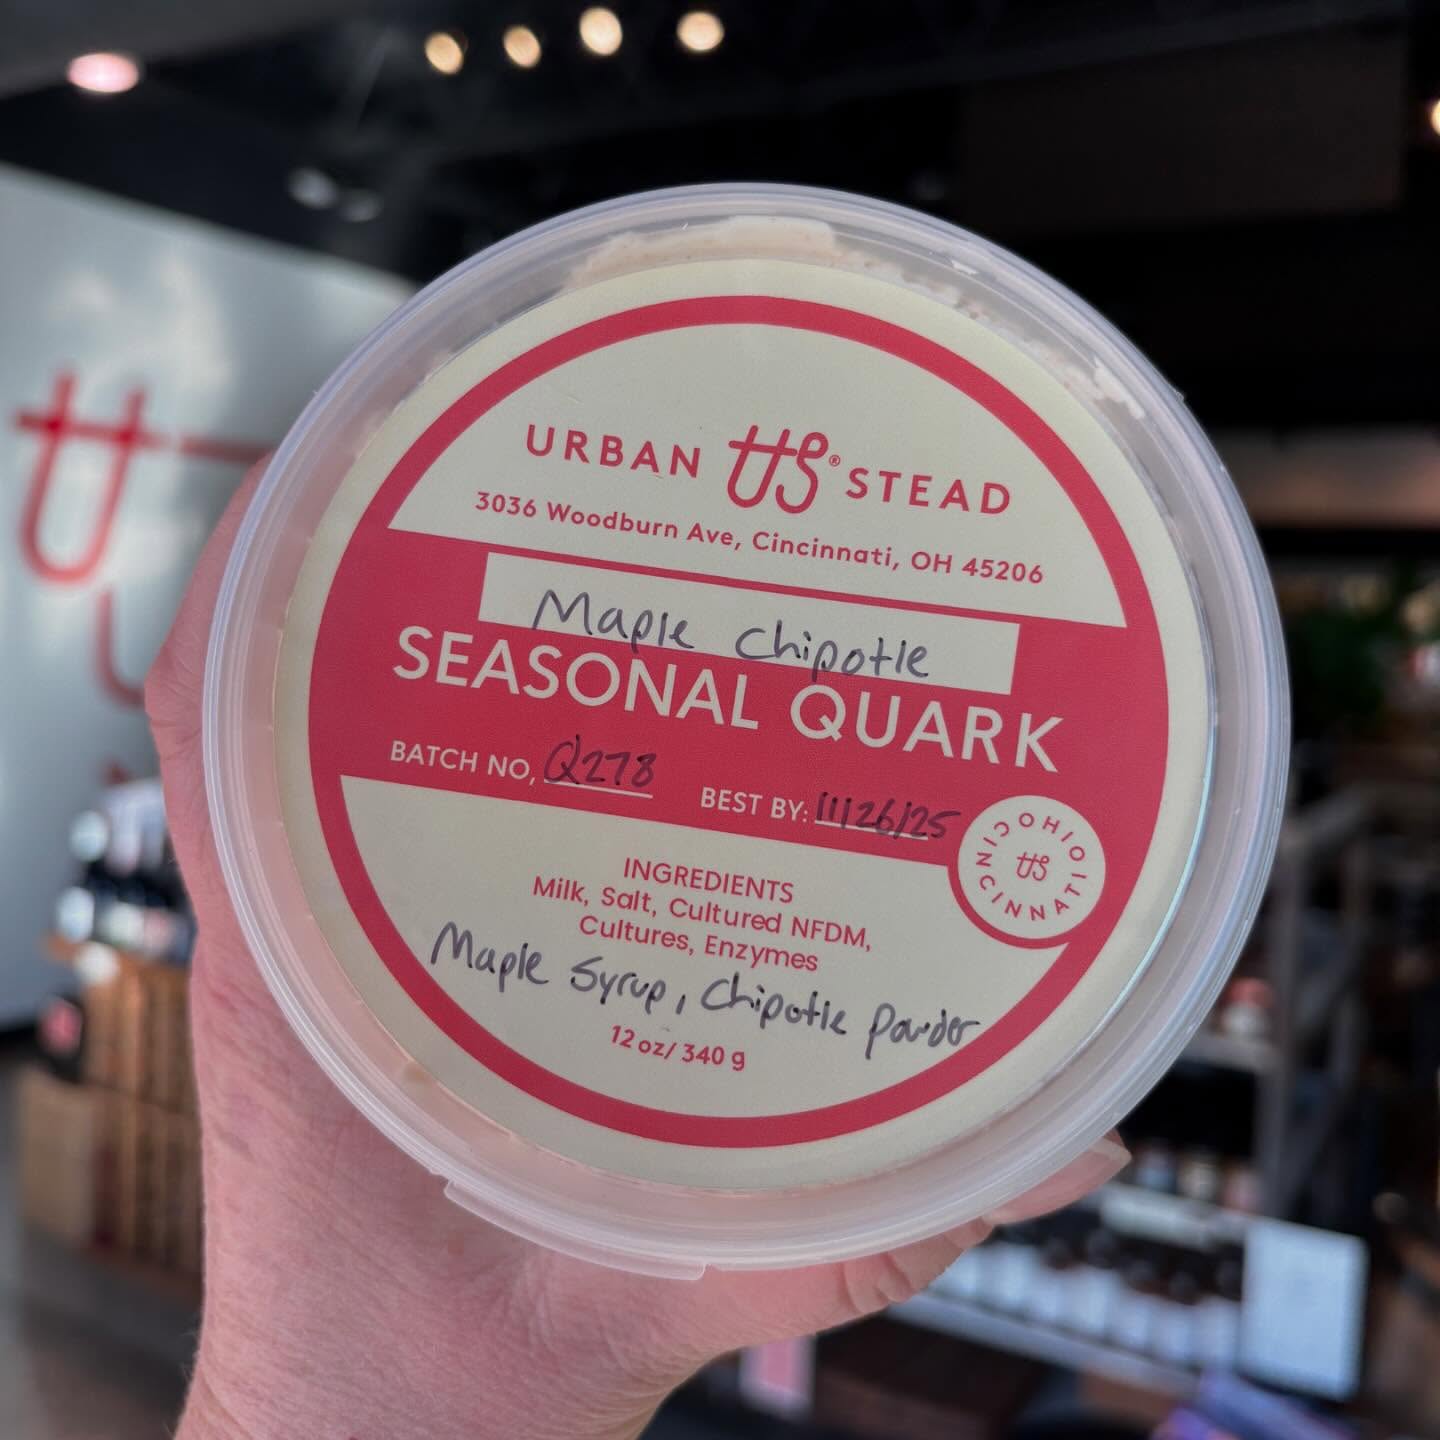 URBAN US® STEAD
3036 Woodburn Ave, Cincinnati, OH 45206
Maple Chipotle
SEASONAL QUARK
BATCH NO, Q278 BEST BY: 11/26/25
OHIO
US
CINCINNATI
INGREDIENTS
Milk, Salt, Cultured NFDM,
Cultures, Enzymes
Maple Syrup, Chipotle Powder
12 oz/ 340 g